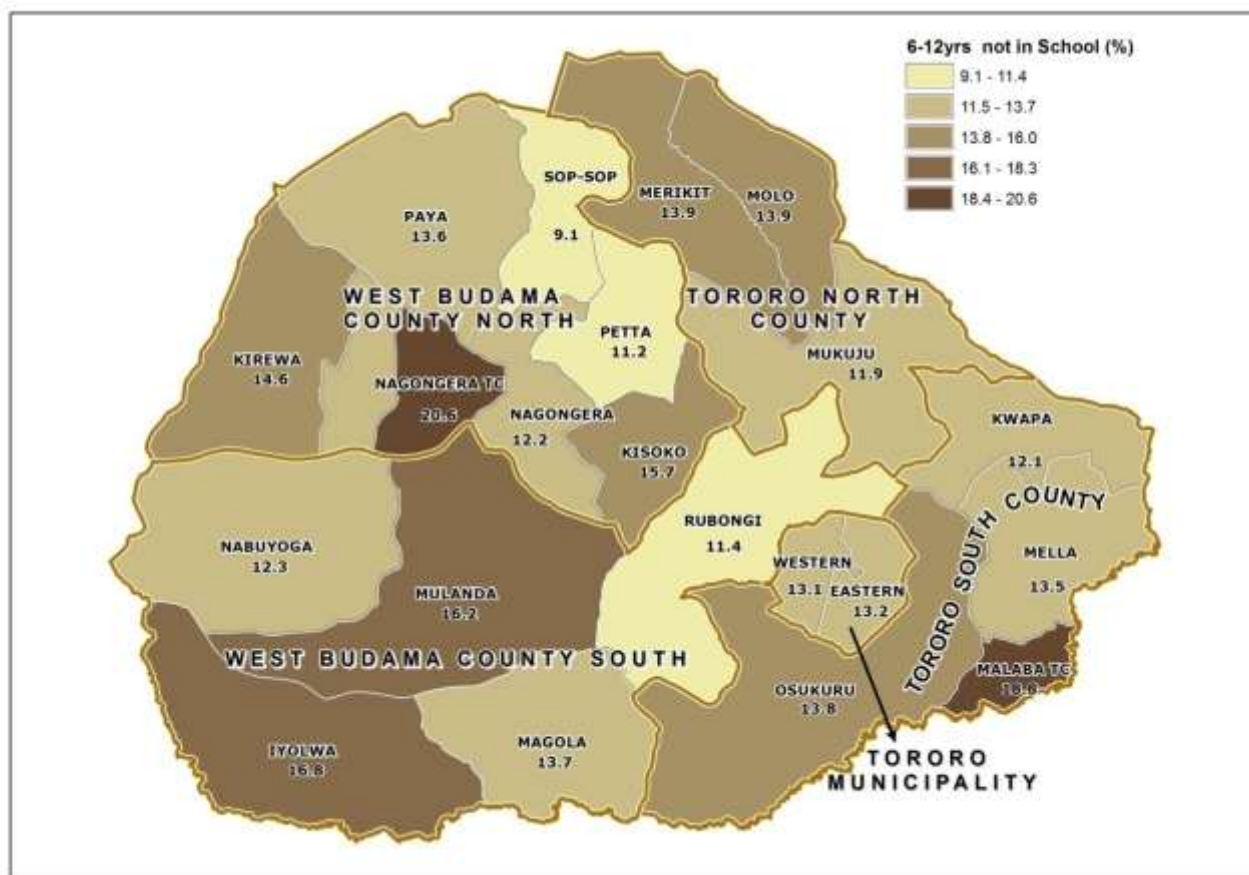 6-12yrs not in School (%)
9.1 - 11.4
11.5 - 13.7
13.8 - 16.0
16.1 - 18.3
18.4 - 20.6
SOP-SOP
9.1
MERIKIT
13.9
MOLO
13.9
PAYA
13.6
WEST BUDAMA
COUNTY NORTH
TORORO NORTH
COUNTY
PETTA
11.2
MUKUJU
11.9
KIREWA
14.6
NAGONGERA TC
20.6
NAGONGERA
12.2
KISOKO
15.7
KWAPA
12.1
RUBONGI
11.4
NABUYOGA
12.3
WESTERN
13.1
EASTERN
13.2
TORORO SOUTH COUNTY
MELLA
13.5
MULANDA
16.2
WEST BUDAMA COUNTY SOUTH
MALABA TC
OSUKURU
13.8
IYOLWA
16.8
MAGOLA
13.7
TORORO
MUNICIPALITY